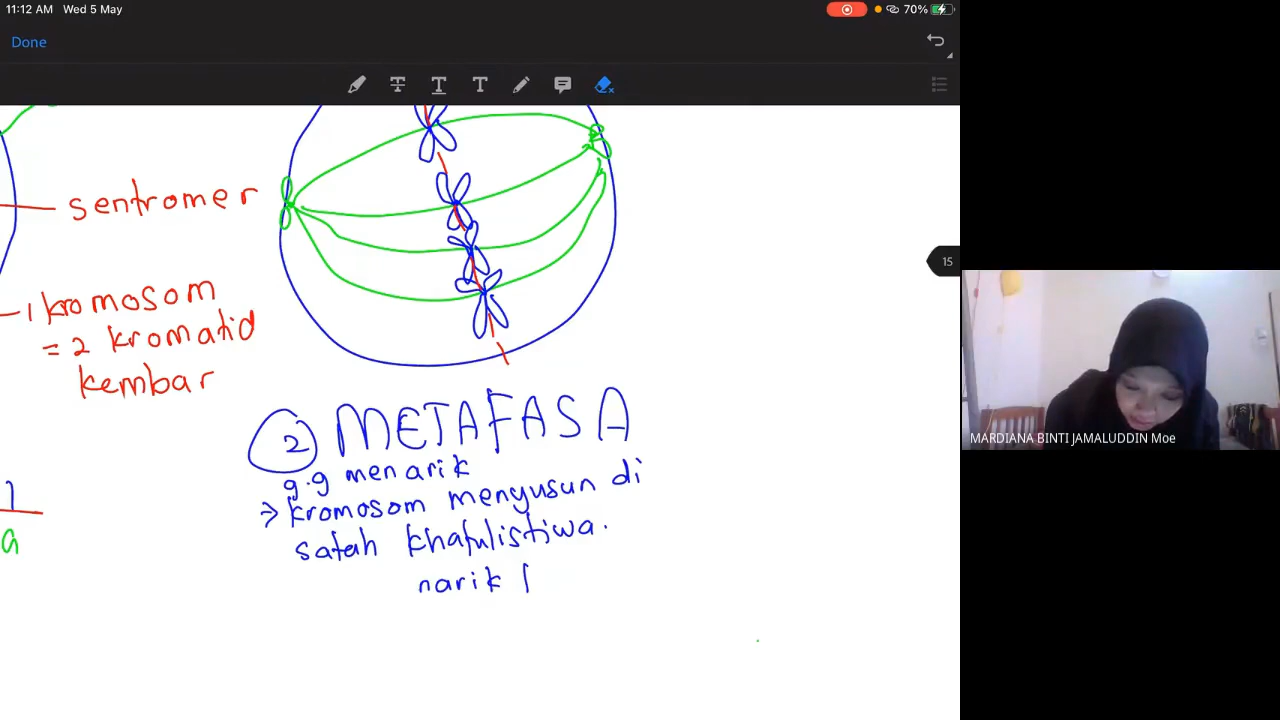 11:12 AM Wed 5 May
70%
Done
T
T
T
sentromer
1 kromosom
= 2 kromatid
kembar
15
2 METAFASA
g.g menarik
→ kromosom menyusun di
satah khatulistiwa.
narik
a
MARDIANA BINTI JAMALUDDIN Moe